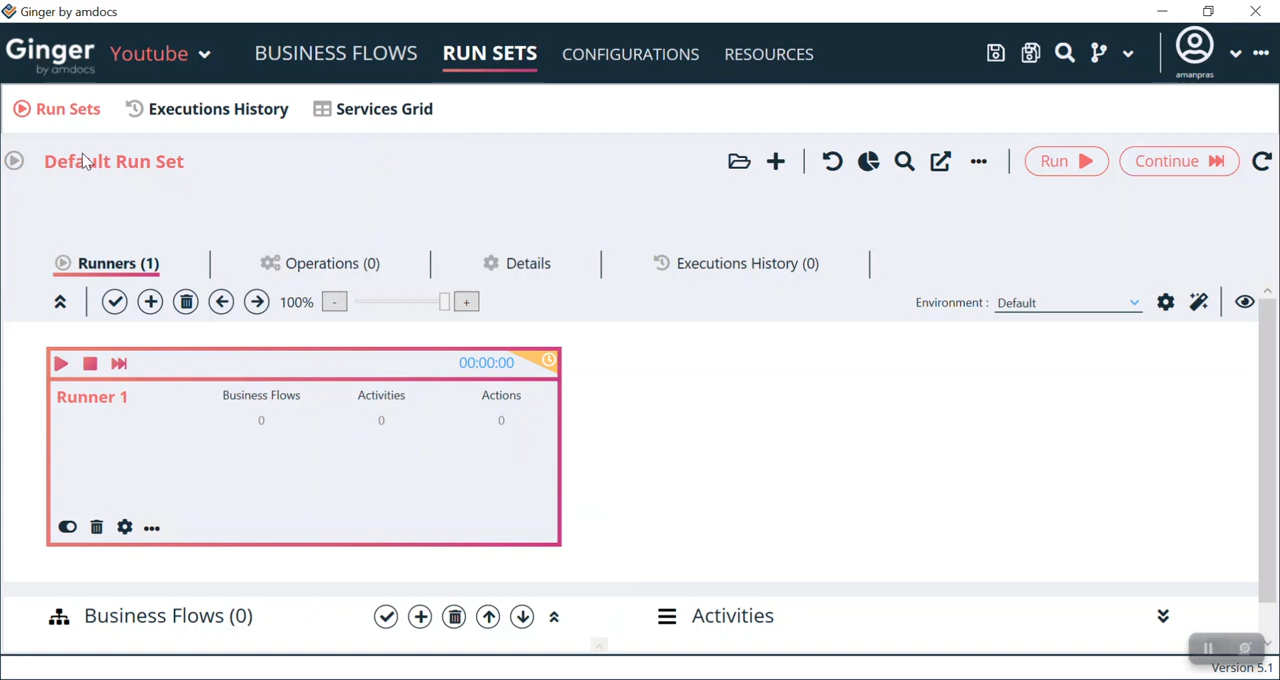 Ginger by amdocs
Ginger by amdocs Youtube BUSINESS FLOWS RUN SETS CONFIGURATIONS RESOURCES amanpras
Run Sets Executions History Services Grid
Default Run Set Run Continue
Runners (1) Operations (0) Details Executions History (0)
100% - + Environment : Default
00:00:00
Runner 1 Business Flows Activities Actions
0 0 0
Business Flows (0) Activities
Version 5.1